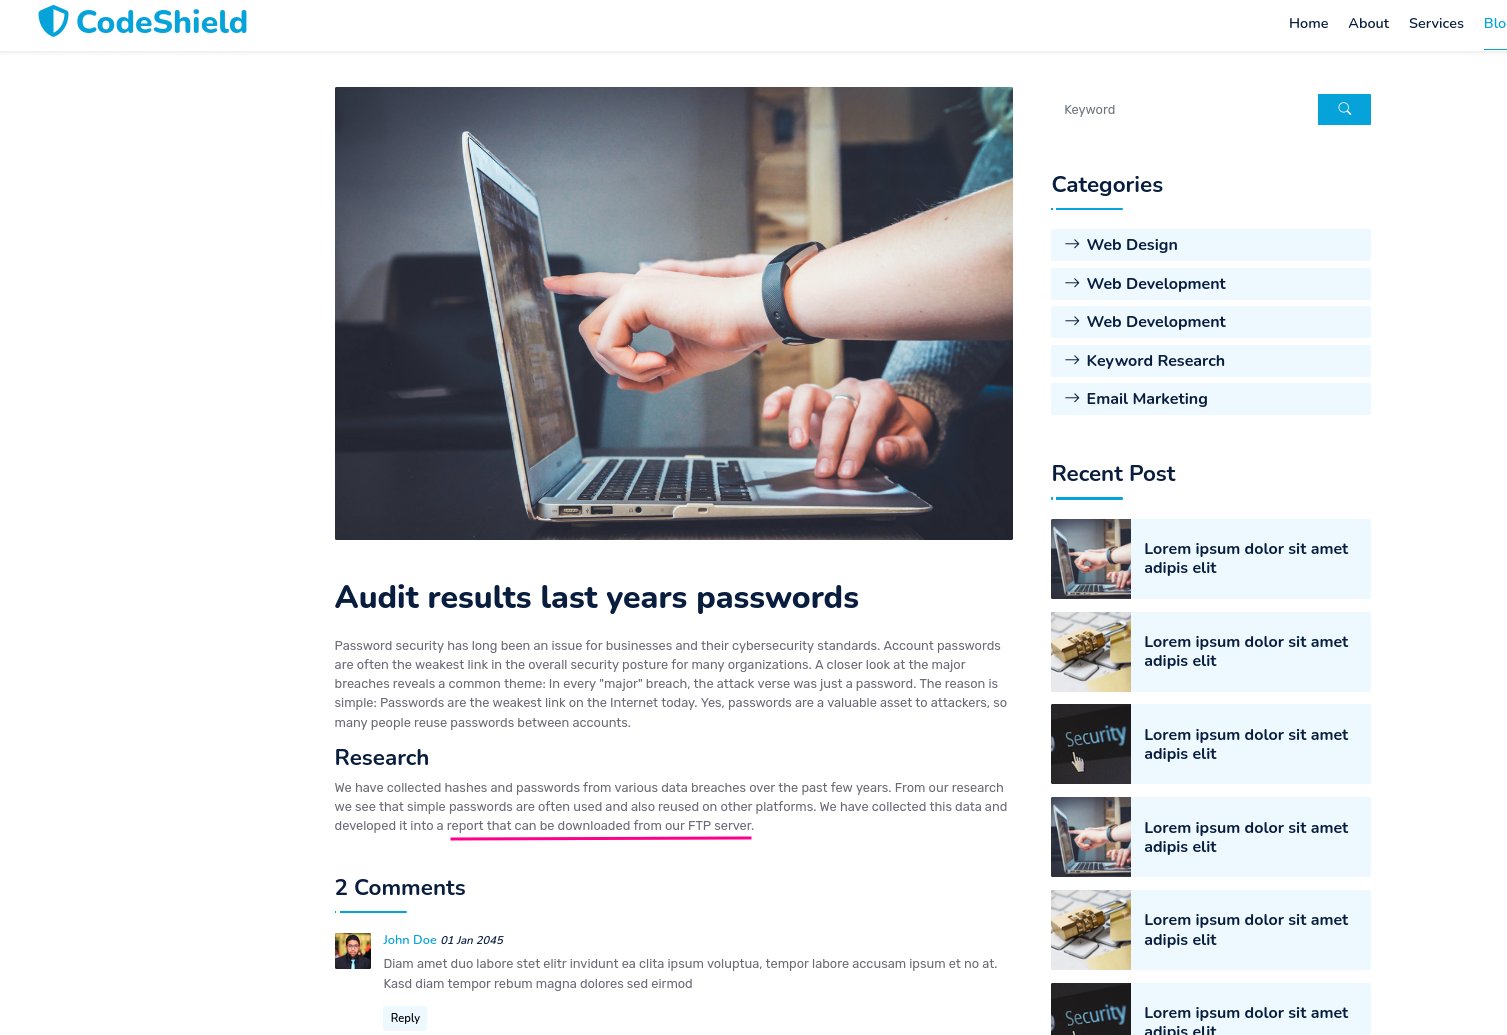 CodeShield
Home About Services Blo
Keyword
Categories
Web Design
Web Development
Web Development
Keyword Research
Email Marketing
Recent Post
Lorem ipsum dolor sit amet
adipis elit
Lorem ipsum dolor sit amet
adipis elit
Security
Lorem ipsum dolor sit amet
adipis elit
Lorem ipsum dolor sit amet
adipis elit
Lorem ipsum dolor sit amet
adipis elit
Security
Lorem ipsum dolor sit amet
adipis elit
Audit results last years passwords
Password security has long been an issue for businesses and their cybersecurity standards. Account passwords
are often the weakest link in the overall security posture for many organizations. A closer look at the major
breaches reveals a common theme: In every "major" breach, the attack verse was just a password. The reason is
simple: Passwords are the weakest link on the Internet today. Yes, passwords are a valuable asset to attackers, so
many people reuse passwords between accounts.
Research
We have collected hashes and passwords from various data breaches over the past few years. From our research
we see that simple passwords are often used and also reused on other platforms. We have collected this data and
developed it into a report that can be downloaded from our FTP server.
2 Comments
John Doe 01 Jan 2045
Diam amet duo labore stet elitr invidunt ea clita ipsum voluptua, tempor labore accusam ipsum et no at.
Kasd diam tempor rebum magna dolores sed eirmod
Reply